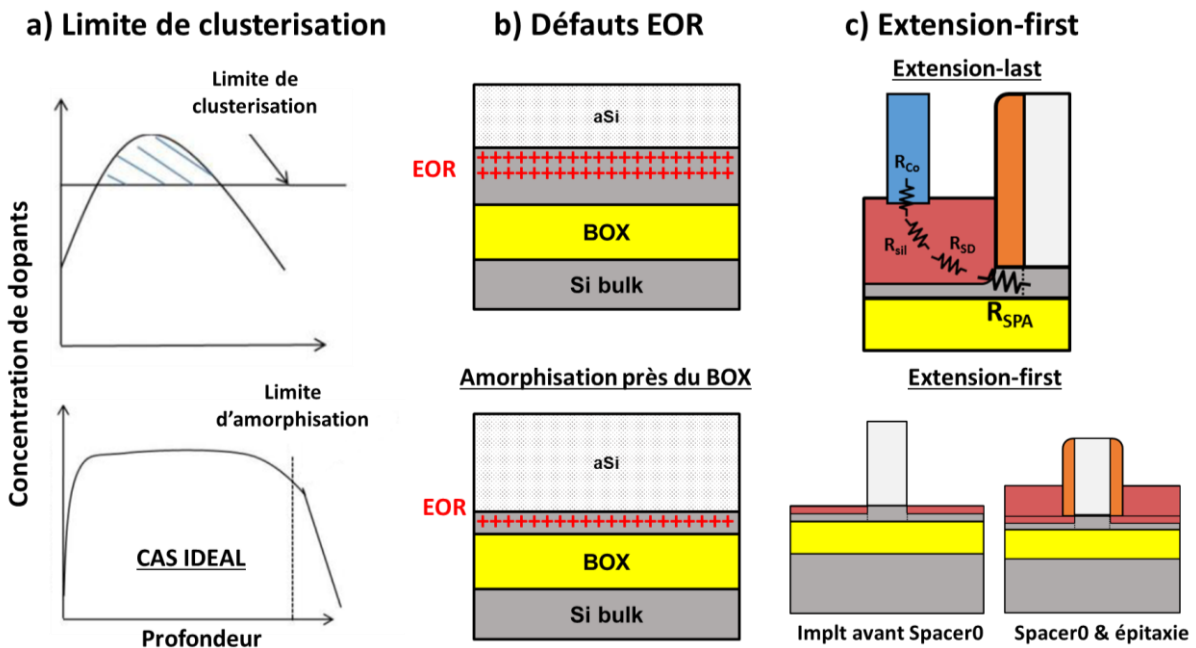 a) Limite de clusterisation
Limite de
clusterisation
Concentration de dopants
Limite
d'amorphisation
CAS IDEAL
Profondeur
b) Défauts EOR
aSi
EOR
+++++++++++++++++++
+++++++++++++++++++
BOX
Si bulk
Amorphisation près du BOX
aSi
EOR
+++++++++++++++++++
BOX
Si bulk
c) Extension-first
Extension-last
RCo
Rsil
RSD
RSPA
Extension-first
Implt avant Spacer0
Spacer0 & épitaxie